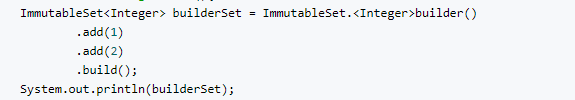 ImmutableSet<Integer> builderSet = ImmutableSet.<Integer>builder()
.add(1)
.add(2)
.build();
System.out.println(builderSet);